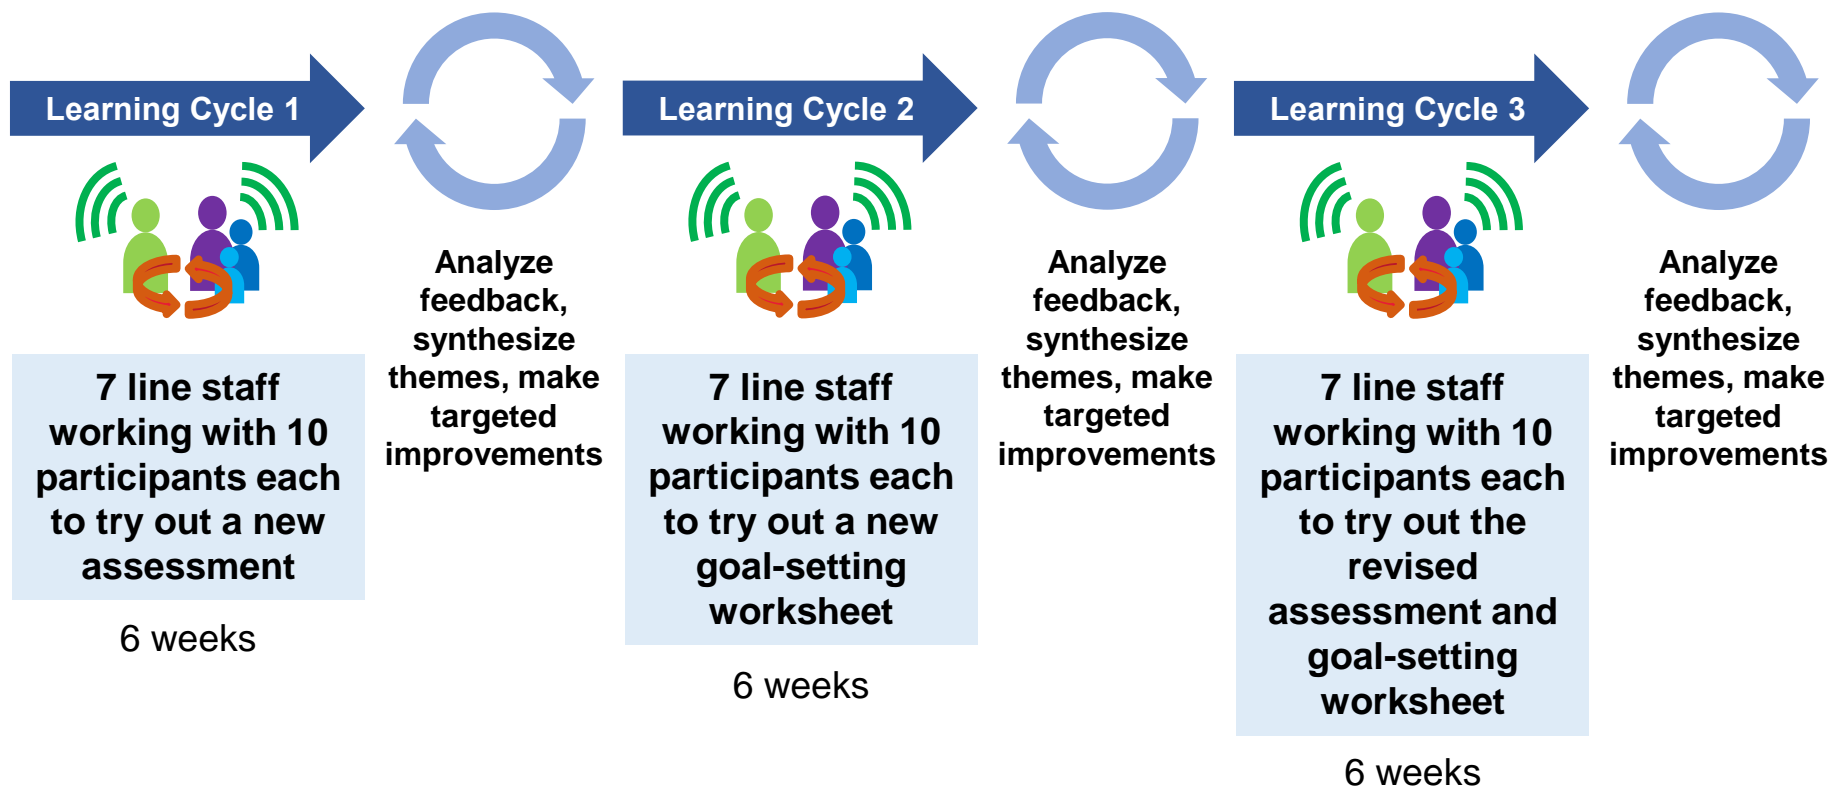 Learning Cycle 1
7 line staff
working with 10
participants each
to try out a new
assessment
6 weeks
Analyze
feedback,
synthesize
themes, make
targeted
improvements
Learning Cycle 2
7 line staff
working with 10
participants each
to try out a new
goal-setting
worksheet
6 weeks
Analyze
feedback,
synthesize
themes, make
targeted
improvements
Learning Cycle 3
7 line staff
working with 10
participants each
to try out the
revised
assessment and
goal-setting
worksheet
6 weeks
Analyze
feedback,
synthesize
themes, make
targeted
improvements